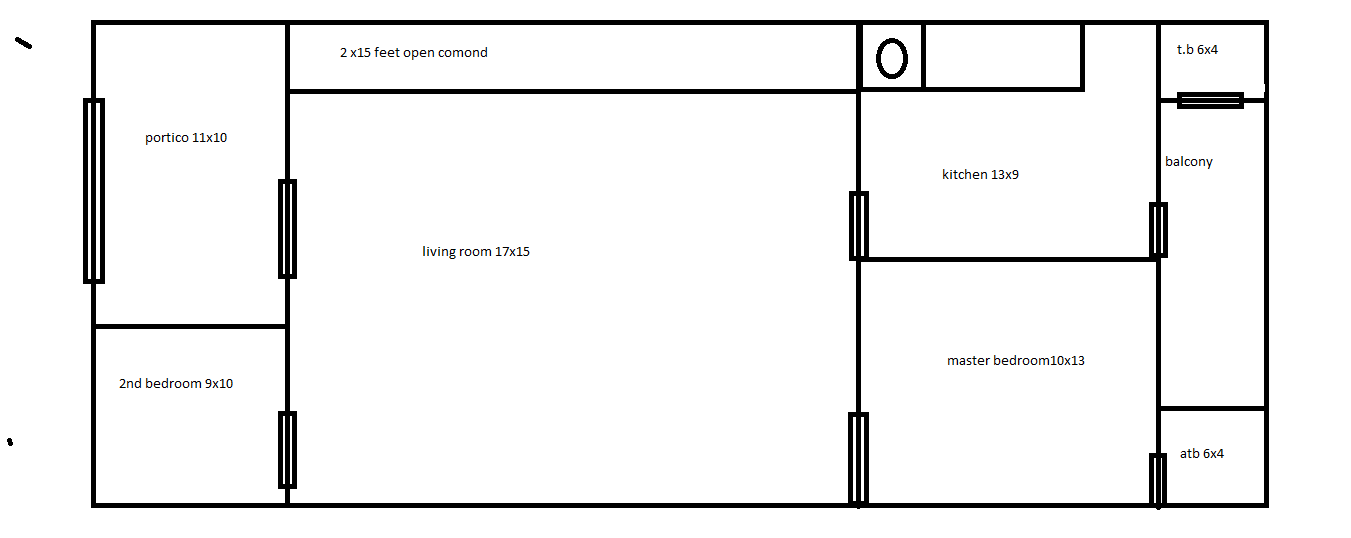 2 x15 feet open comond
t.b 6x4
portico 11x10
balcony
kitchen 13x9
living room 17x15
master bedroom10x13
2nd bedroom 9x10
atb 6x4